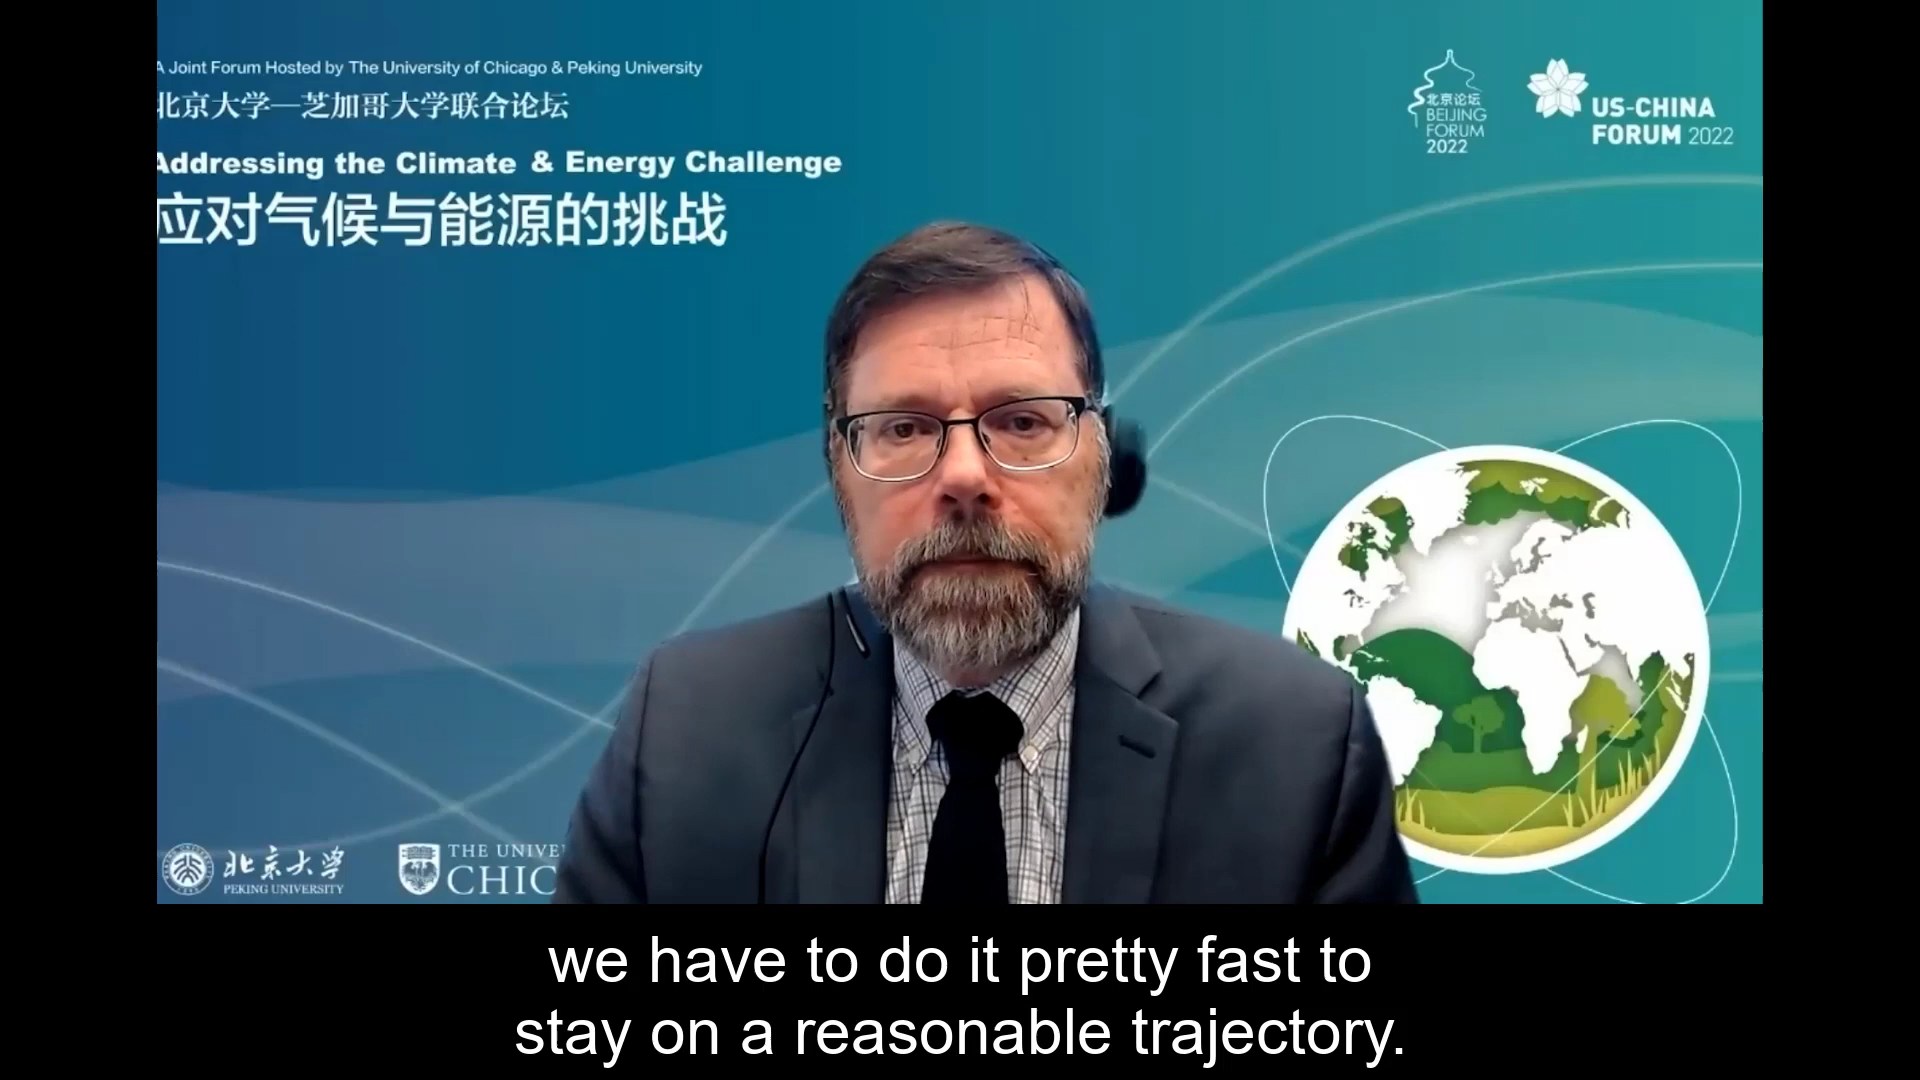 A Joint Forum Hosted by The University of Chicago & Peking University
北京大学—芝加哥大学联合论坛
Addressing the Climate & Energy Challenge
应对气候与能源的挑战
北京论坛
BEIJING
FORUM
2022
US-CHINA
FORUM 2022
北京大学
PEKING UNIVERSITY
THE UNIVE
CHIC
we have to do it pretty fast to
stay on a reasonable trajectory.